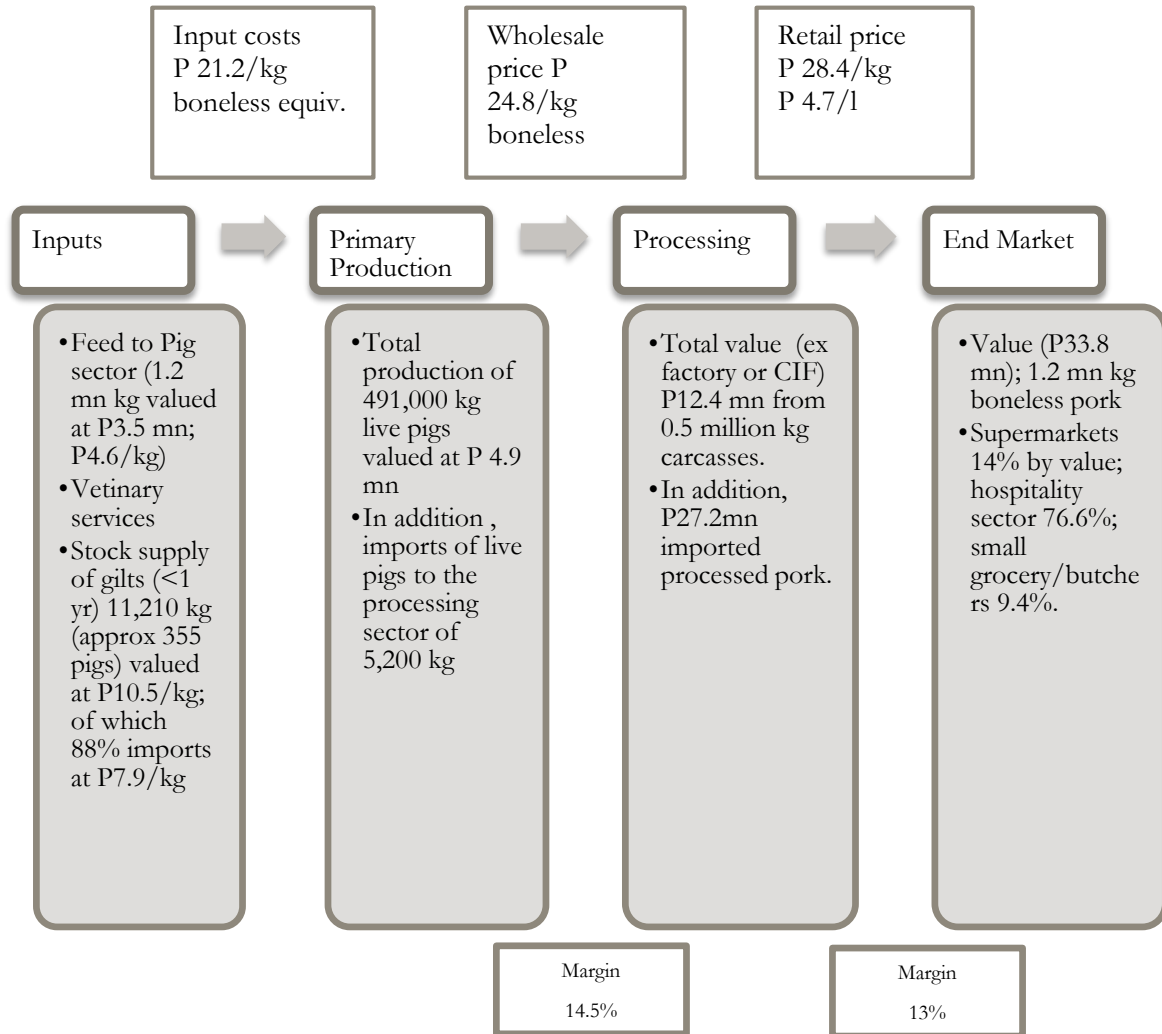 Input costs
P 21.2/kg
boneless equiv.
Wholesale
price P
24.8/kg
boneless
Retail price
P 28.4/kg
P 4.7/l
Inputs
Primary
Production
Processing
End Market
•Feed to Pig
sector (1.2
mn kg valued
at P3.5 mn;
P4.6/kg)
•Vetinary
services
•Stock supply
of gilts (<1
yr) 11,210 kg
(approx 355
pigs) valued
at P10.5/kg;
of which
88% imports
at P7.9/kg
•Total
production of
491,000 kg
live pigs
valued at P 4.9
mn
•In addition ,
imports of live
pigs to the
processing
sector of
5,200 kg
•Total value (ex
factory or CIF)
P12.4 mn from
0.5 million kg
carcasses.
•In addition,
P27.2mn
imported
processed pork.
•Value (P33.8
mn); 1.2 mn kg
boneless pork
•Supermarkets
14% by value;
hospitality
sector 76.6%;
small
grocery/butche
rs 9.4%.
Margin
14.5%
Margin
13%